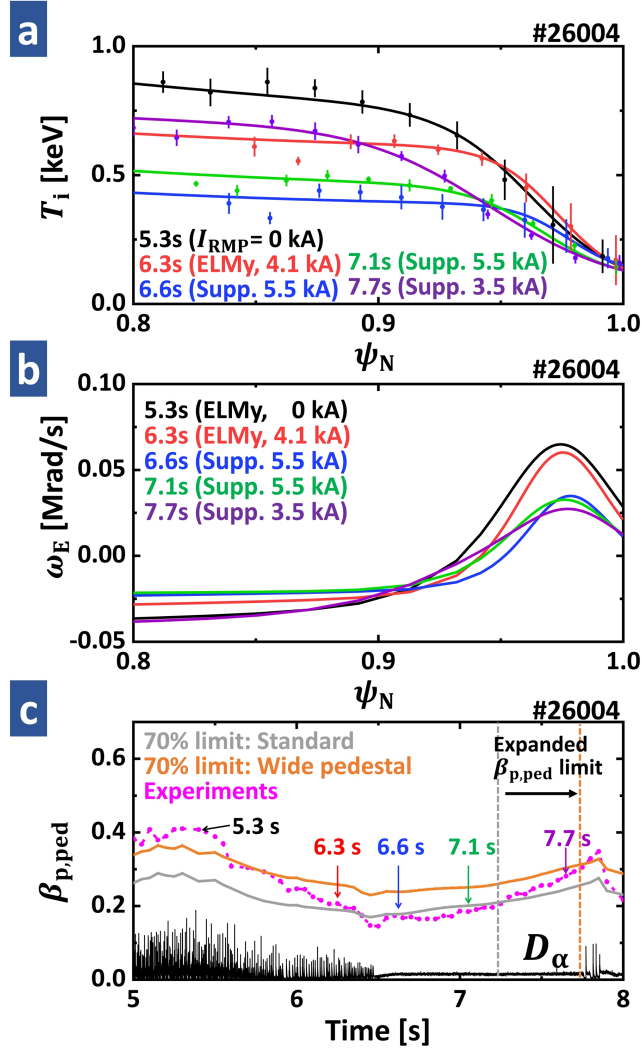 a
#26004
1.0
0.5
0.0
T_i [keV]
5.3s (I_RMP = 0 kA)
6.3s (ELMy, 4.1 kA)
7.1s (Supp. 5.5 kA)
6.6s (Supp. 5.5 kA)
7.7s (Supp. 3.5 kA)
0.8
0.9
1.0
ψ_N
b
#26004
0.10
0.05
0.00
-0.05
ω_E [Mrad/s]
5.3s (ELMy, 0 kA)
6.3s (ELMy, 4.1 kA)
6.6s (Supp. 5.5 kA)
7.1s (Supp. 5.5 kA)
7.7s (Supp. 3.5 kA)
0.8
0.9
1.0
ψ_N
c
#26004
0.6
0.4
0.2
0.0
β_p,ped
70% limit: Standard
70% limit: Wide pedestal
Experiments
Expanded
β_p,ped limit
5.3 s
6.3 s
6.6 s
7.1 s
7.7 s
D_α
5
6
7
8
Time [s]